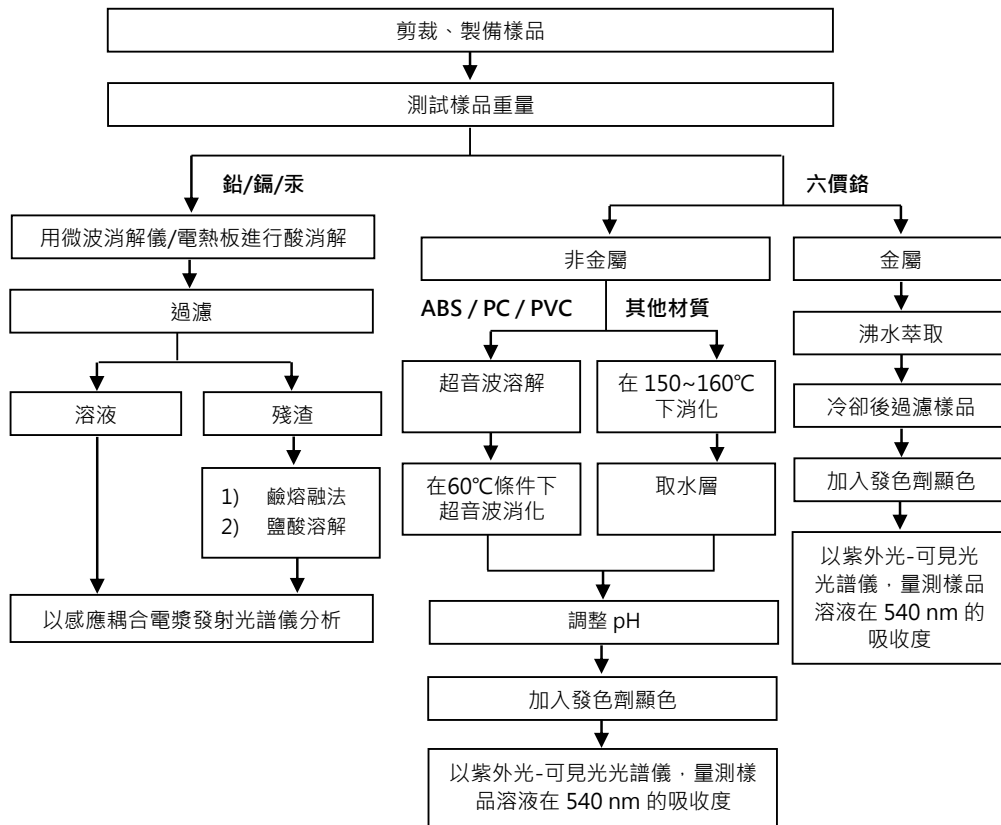 剪裁、製備樣品
測試樣品重量
鉛/鎘/汞
六價鉻
用微波消解儀/電熱板進行酸消解
非金屬
金屬
過濾
ABS / PC / PVC
其他材質
沸水萃取
超音波溶解
在 150~160℃
下消化
溶液
殘渣
冷卻後過濾樣品
1) 鹼熔融法
2) 鹽酸溶解
在60℃條件下
超音波消化
取水層
加入發色劑顯色
以紫外光-可見光
光譜儀，量測樣品
溶液在 540 nm 的
吸收度
以感應耦合電漿發射光譜儀分析
調整 pH
加入發色劑顯色
以紫外光-可見光光譜儀，量測樣
品溶液在 540 nm 的吸收度